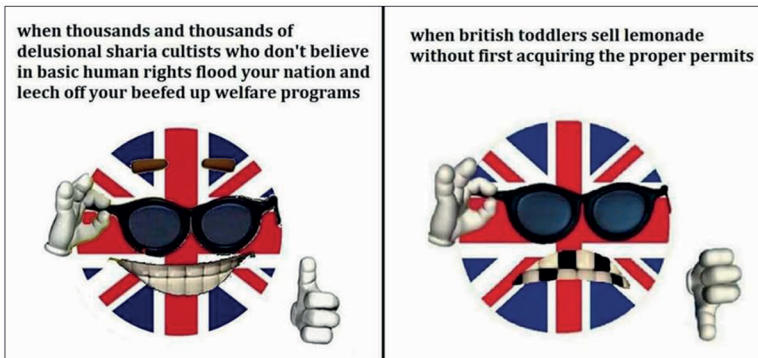 when thousands and thousands of
delusional sharia cultists who don't believe
in basic human rights flood your nation and
leech off your beefed up welfare programs
when british toddlers sell lemonade
without first acquiring the proper permits